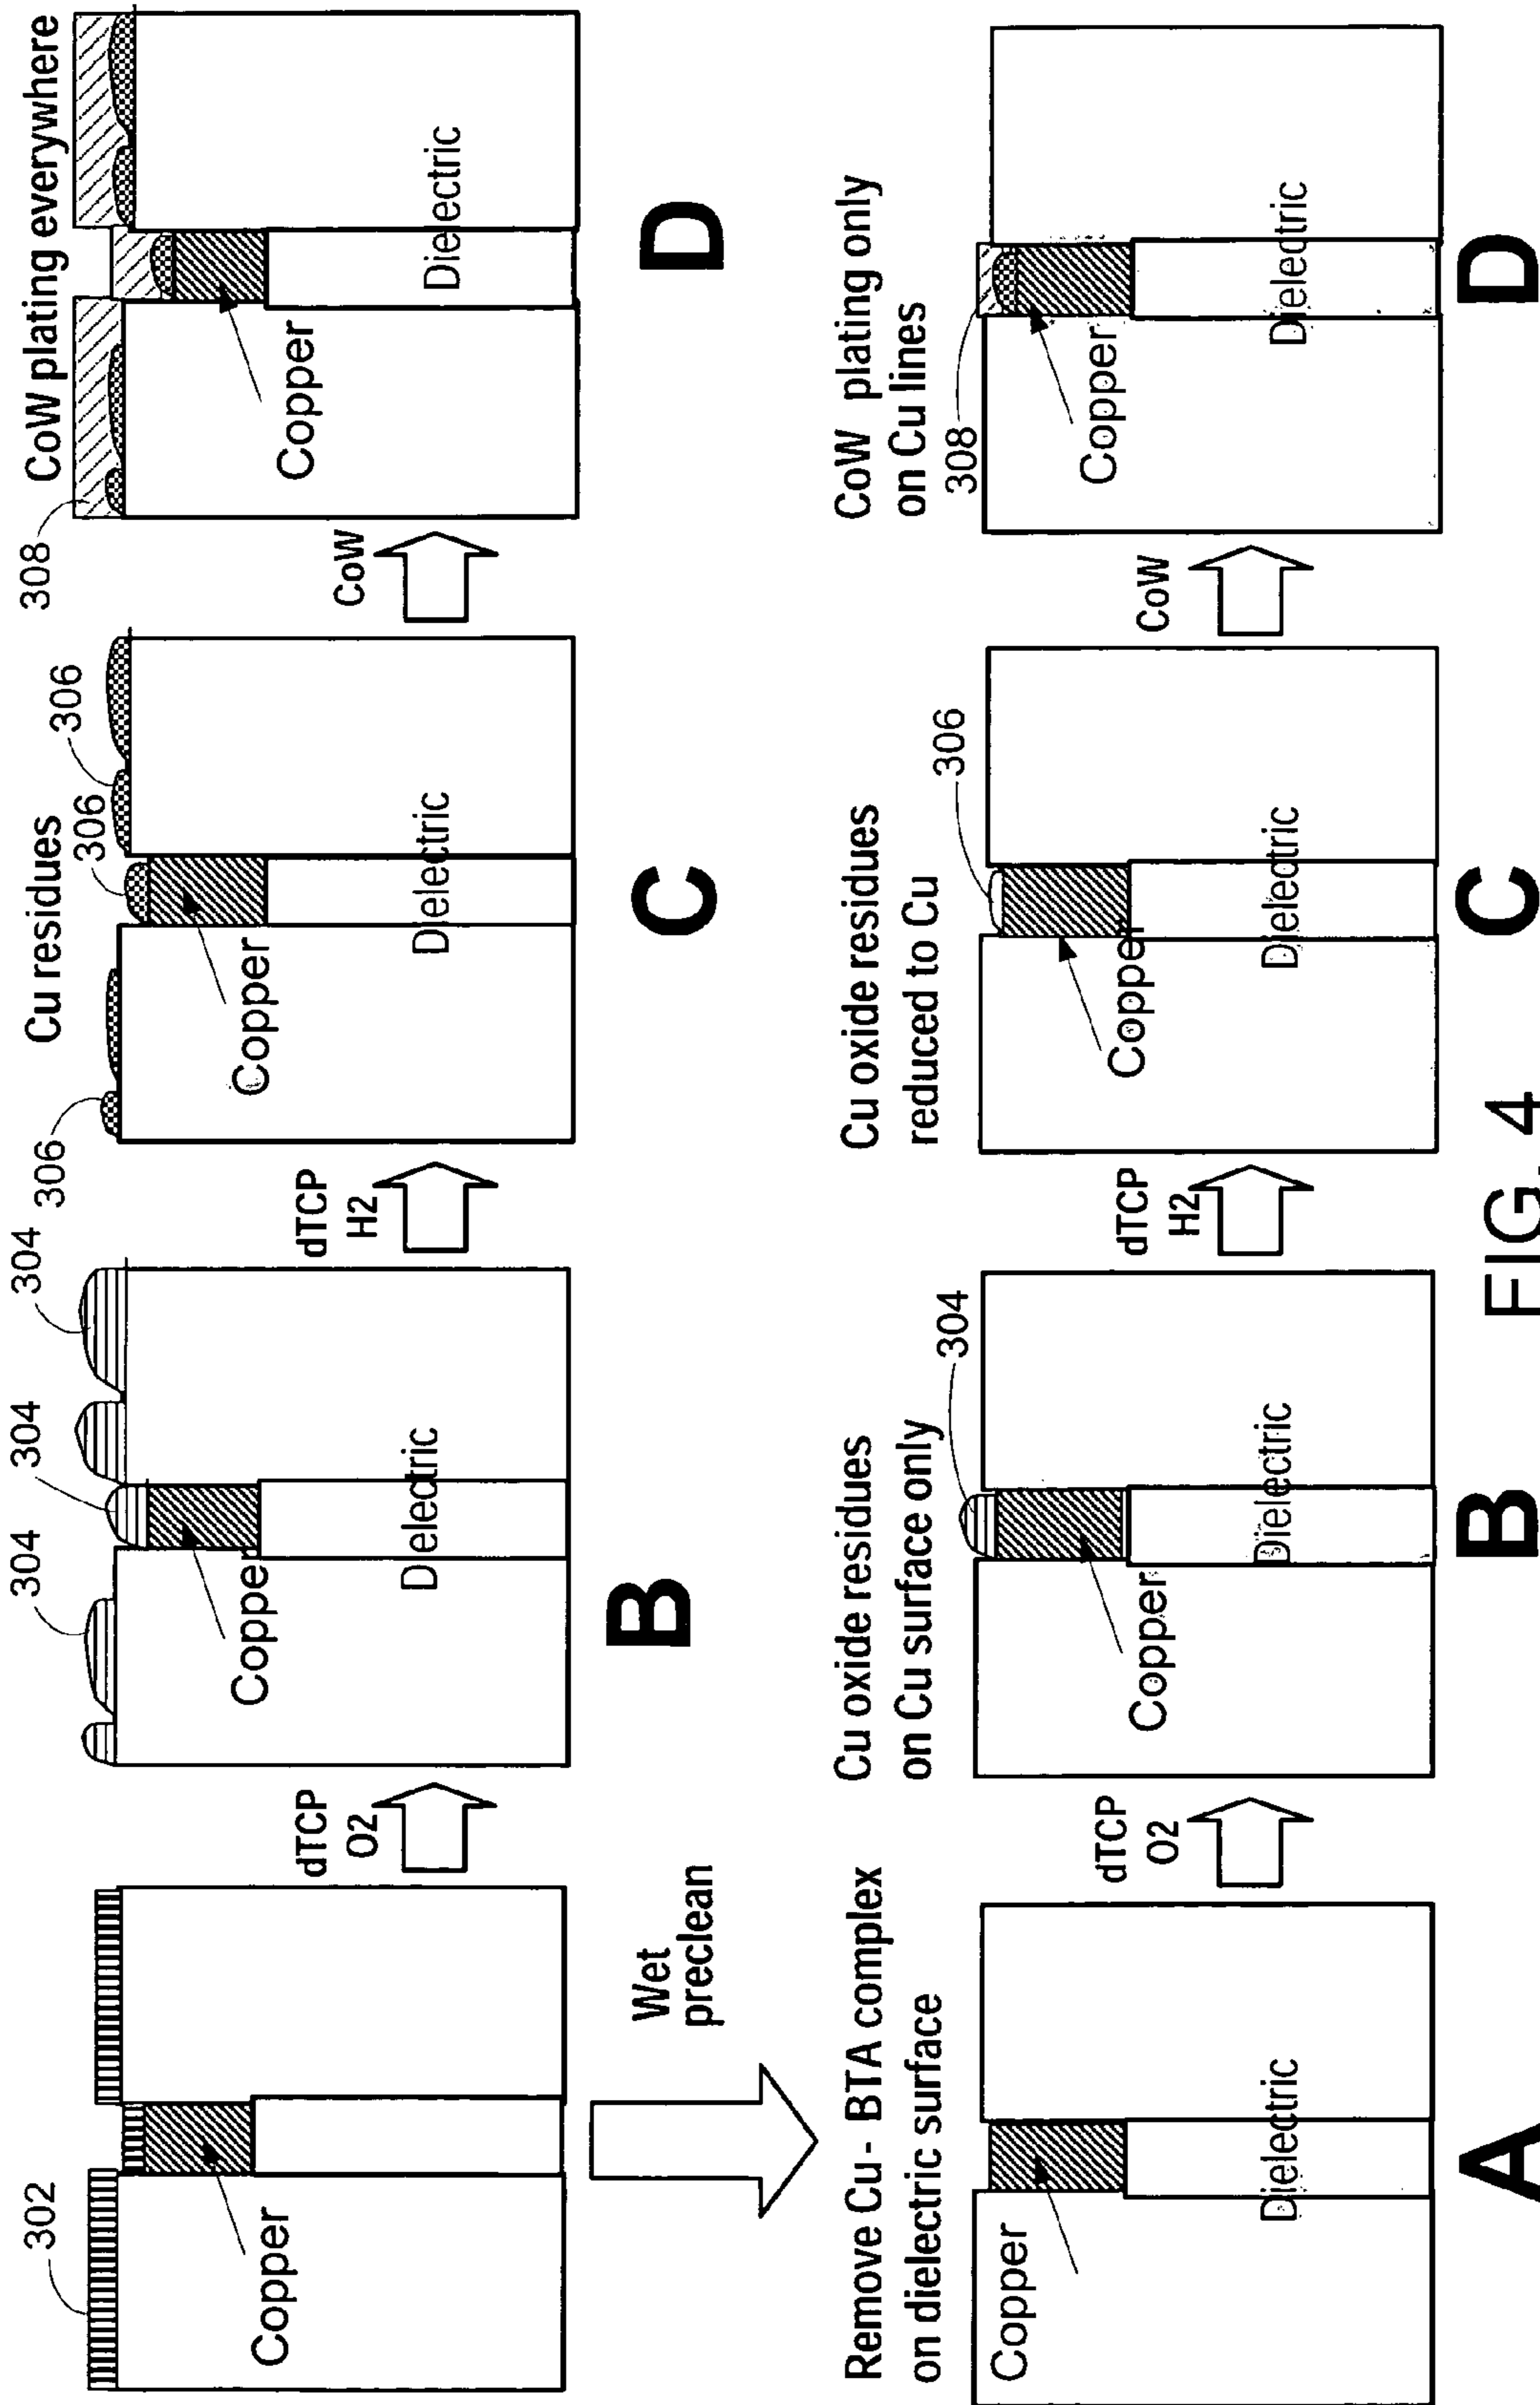 302
Copper
dTCP
O2
304
304
304
Coppe
Dielectric
B
dTCP
H2
Cu residues
306
306
306
Copper
Dielectric
C
CoW
CoW plating everywhere
308
Copper
Dielectric
D
Wet
preclean
Remove Cu - BTA complex
on dielectric surface
Copper
Dielectric
A
dTCP
O2
Cu oxide residues
on Cu surface only
304
Copper
Dielectric
B
dTCP
H2
Cu oxide residues
reduced to Cu
306
Copper
Dielectric
C
CoW
CoW plating only
on Cu lines
308
Copper
Dielectric
D
FIG. 4